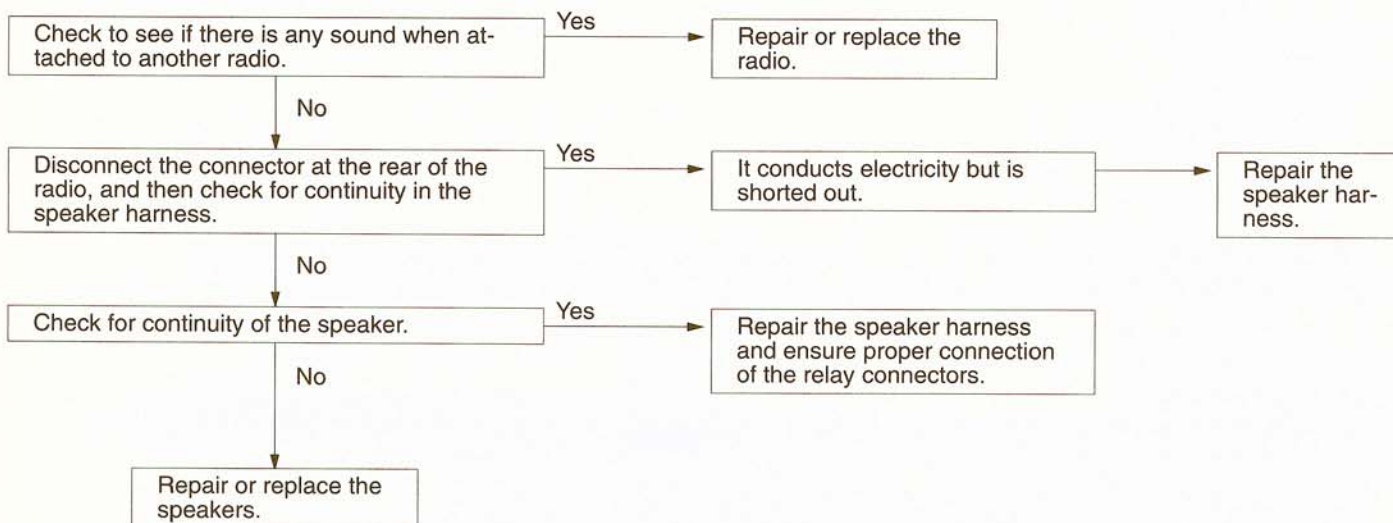 Check to see if there is any sound when at-
tached to another radio.
Yes
Repair or replace the
radio.
No
Disconnect the connector at the rear of the
radio, and then check for continuity in the
speaker harness.
Yes
It conducts electricity but is
shorted out.
Repair the
speaker har-
ness.
No
Check for continuity of the speaker.
Yes
Repair the speaker harness
and ensure proper connection
of the relay connectors.
No
Repair or replace the
speakers.